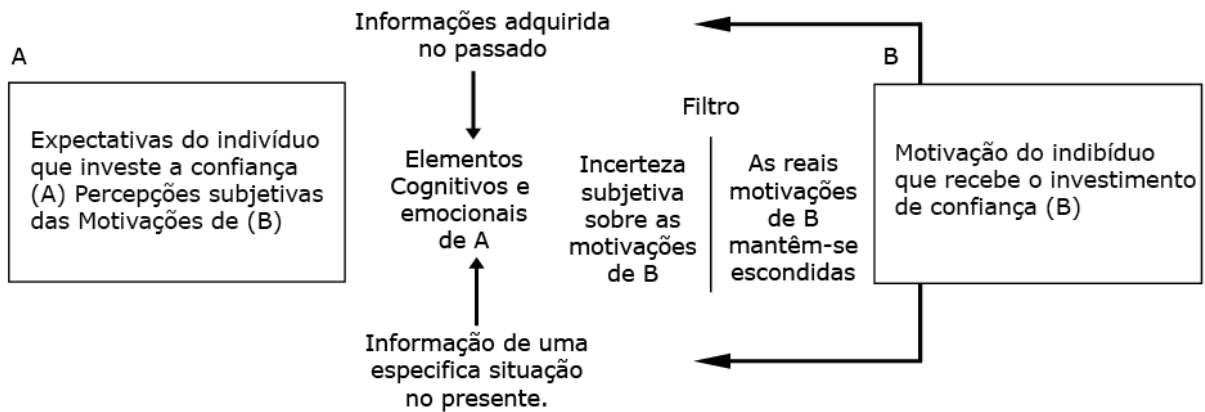 Informações adquirida
no passado
A
B
Expectativas do indivíduo
que investe a confiança
(A) Percepções subjetivas
das Motivações de (B)
Elementos
Cognitivos e
emocionais
de A
Filtro
Incerteza
subjetiva
sobre as
motivações
de B
As reais
motivações
de B
mantêm-se
escondidas
Motivação do indibíduo
que recebe o investimento
de confiança (B)
Informação de uma
especifica situação
no presente.